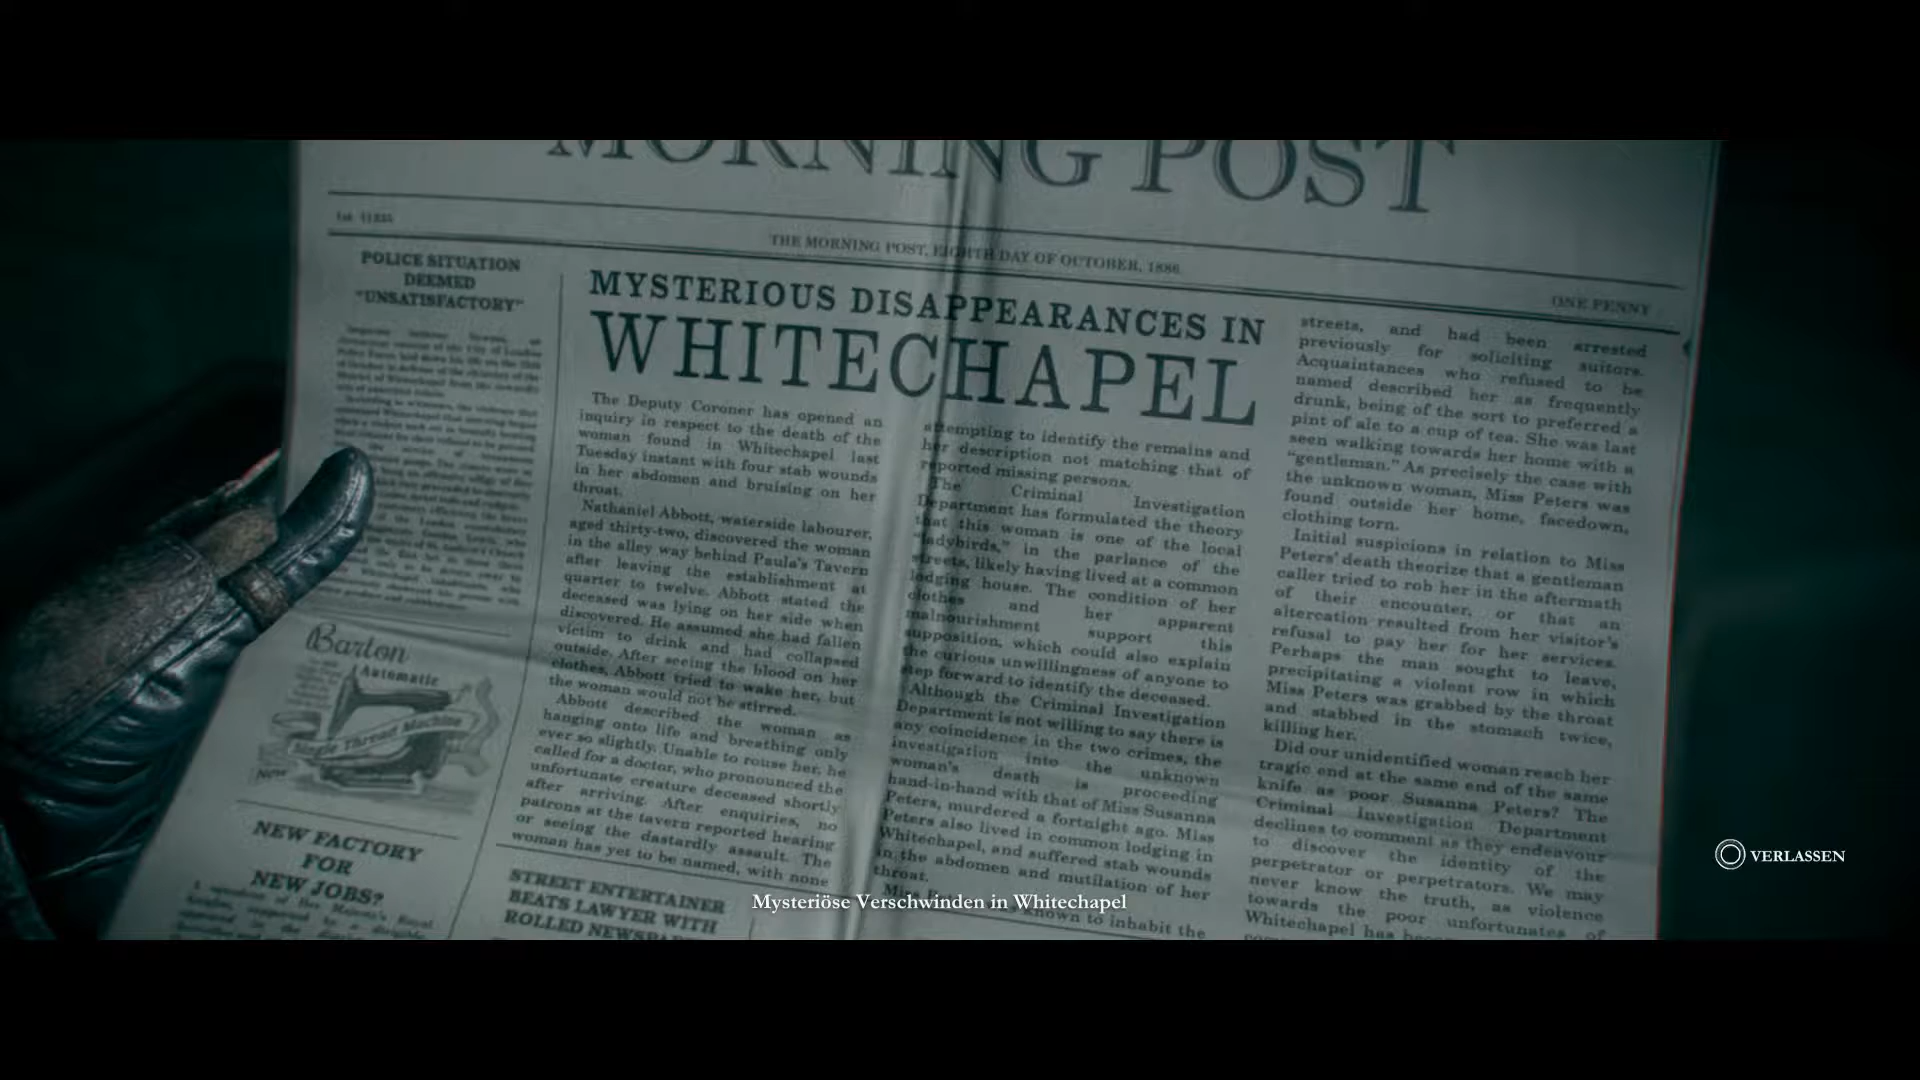 MORNING POST
THE MORNING POST, EIGHTH DAY OF OCTOBER, 1886
ONE PENNY
POLICE SITUATION
DEEMED
"UNSATISFACTORY"
Barton
Automatic
Single Thread Machine
New
NEW FACTORY
FOR
NEW JOBS?
MYSTERIOUS DISAPPEARANCES IN
WHITECHAPEL
The Deputy Coroner has opened an
inquiry in respect to the death of the
woman found in Whitechapel last
Tuesday instant with four stab wounds
in her abdomen and bruising on her
throat.
Nathaniel Abbott, waterside labourer,
aged thirty-two, discovered the woman
in the alley way behind Paula's Tavern
after leaving the establishment at
quarter to twelve. Abbott stated the
deceased was lying on her side when
discovered. He assumed she had fallen
victim to drink and had collapsed
outside. After seeing the blood on her
clothes, Abbott tried to wake her, but
the woman would not be stirred.
Abbott described the woman as
hanging onto life and breathing only
ever so slightly. Unable to rouse her, he
called for a doctor, who pronounced the
unfortunate creature deceased shortly
after arriving. After enquiries, no
patrons at the tavern reported hearing
or seeing the dastardly assault. The
woman has yet to be named, with none
attempting to identify the remains and
her description not matching that of
reported missing persons.
The Criminal Investigation
Department has formulated the theory
that this woman is one of the local
"ladybirds," in the parlance of the
streets, likely having lived at a common
lodging house. The condition of her
clothes and her apparent
malnourishment support this
supposition, which could also explain
the curious unwillingness of anyone to
step forward to identify the deceased.
Although the Criminal Investigation
Department is not willing to say there is
any coincidence in the two crimes, the
investigation into the unknown
woman's death is proceeding
hand-in-hand with that of Miss Susanna
Peters, murdered a fortnight ago. Miss
Peters also lived in common lodging in
Whitechapel, and suffered stab wounds
in the abdomen and mutilation of her
throat.
known to inhabit the
streets, and had been arrested
previously for soliciting suitors.
Acquaintances who refused to be
named described her as frequently
drunk, being of the sort to preferred a
pint of ale to a cup of tea. She was last
seen walking towards her home with a
"gentleman." As precisely the case with
the unknown woman, Miss Peters was
found outside her home, facedown,
clothing torn.
Initial suspicions in relation to Miss
Peters' death theorize that a gentleman
caller tried to rob her in the aftermath
of their encounter, or that an
altercation resulted from her visitor's
refusal to pay her for her services.
Perhaps the man sought to leave,
precipitating a violent row in which
Miss Peters was grabbed by the throat
and stabbed in the stomach twice,
killing her.
Did our unidentified woman reach her
tragic end at the same end of the same
knife as poor Susanna Peters? The
Criminal Investigation Department
declines to comment as they endeavour
to discover the identity of the
perpetrator or perpetrators. We may
never know the truth, as violence
towards the poor unfortunates of
Whitechapel has
STREET ENTERTAINER
BEATS LAWYER WITH
ROLLED
Mysteriöse Verschwinden in Whitechapel
VERLASSEN